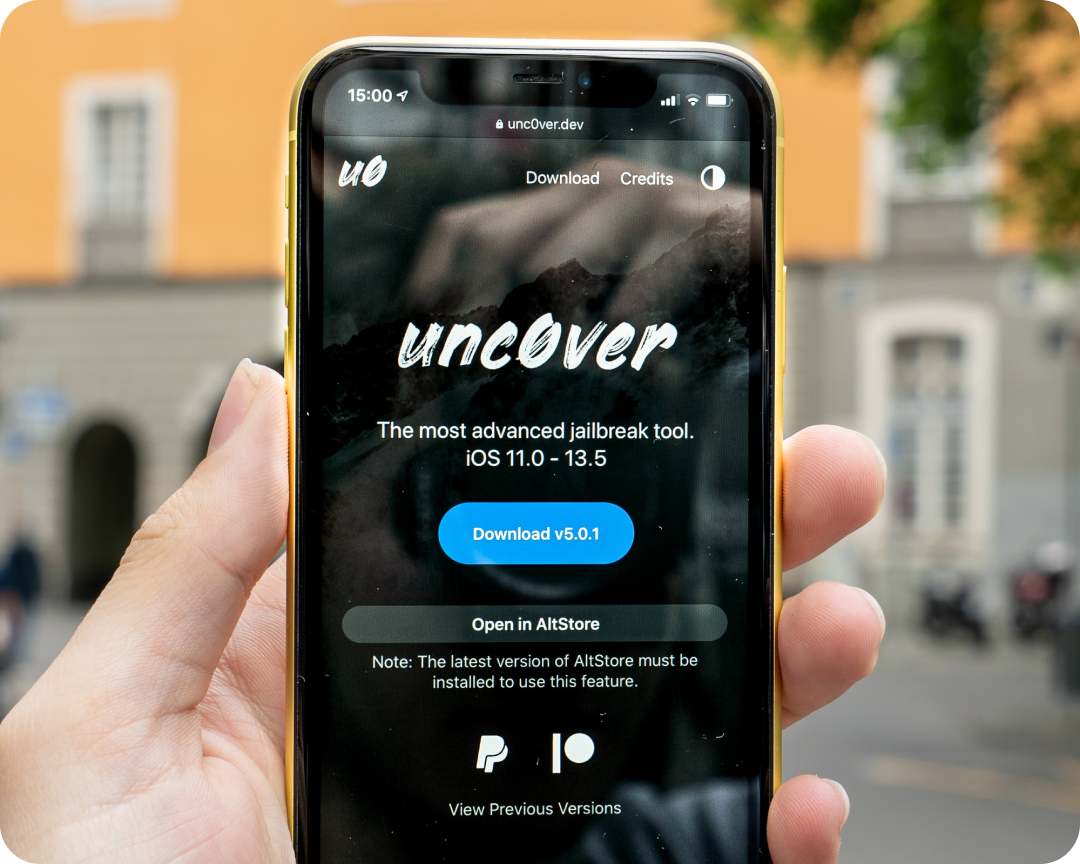 15:00
unc0ver.dev
u0
Download Credits
unc0ver
The most advanced jailbreak tool.
iOS 11.0 - 13.5
Download v5.0.1
Open in AltStore
Note: The latest version of AltStore must be
installed to use this feature.
View Previous Versions